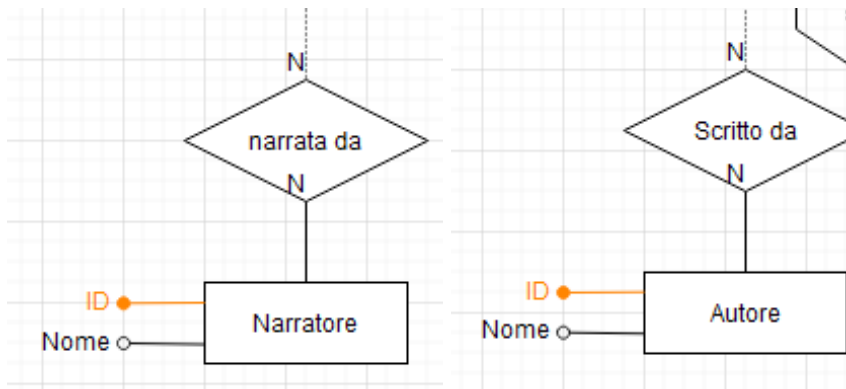 N
narrata da
N
ID
Narratore
Nome
N
Scritto da
N
ID
Autore
Nome